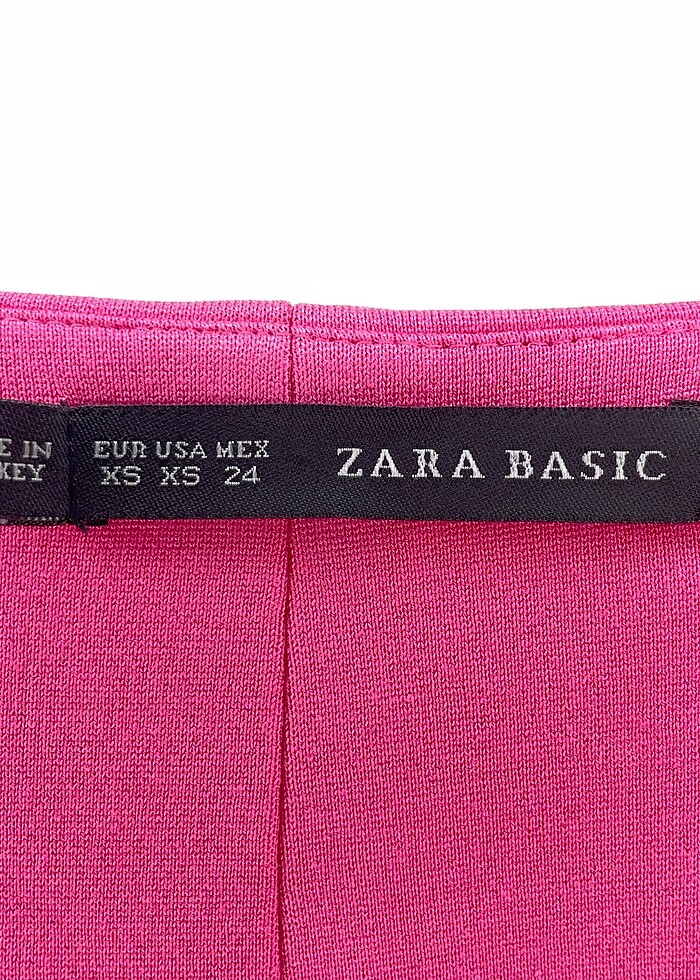 E IN
KEY
EUR USA MEX
XS XS 24
ZARA BASIC